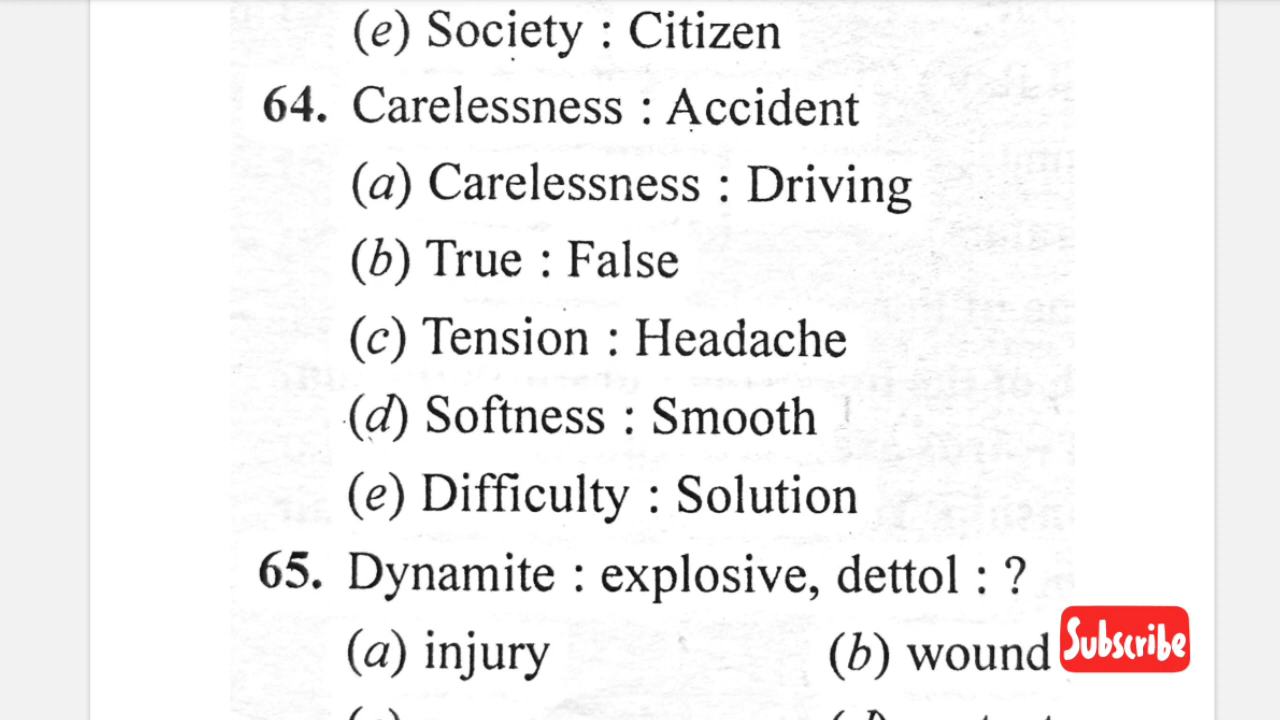 (e) Society : Citizen
64. Carelessness : Accident
(a) Carelessness : Driving
(b) True : False
(c) Tension : Headache
(d) Softness : Smooth
(e) Difficulty : Solution
65. Dynamite : explosive, dettol : ?
(a) injury (b) wound
Subscribe